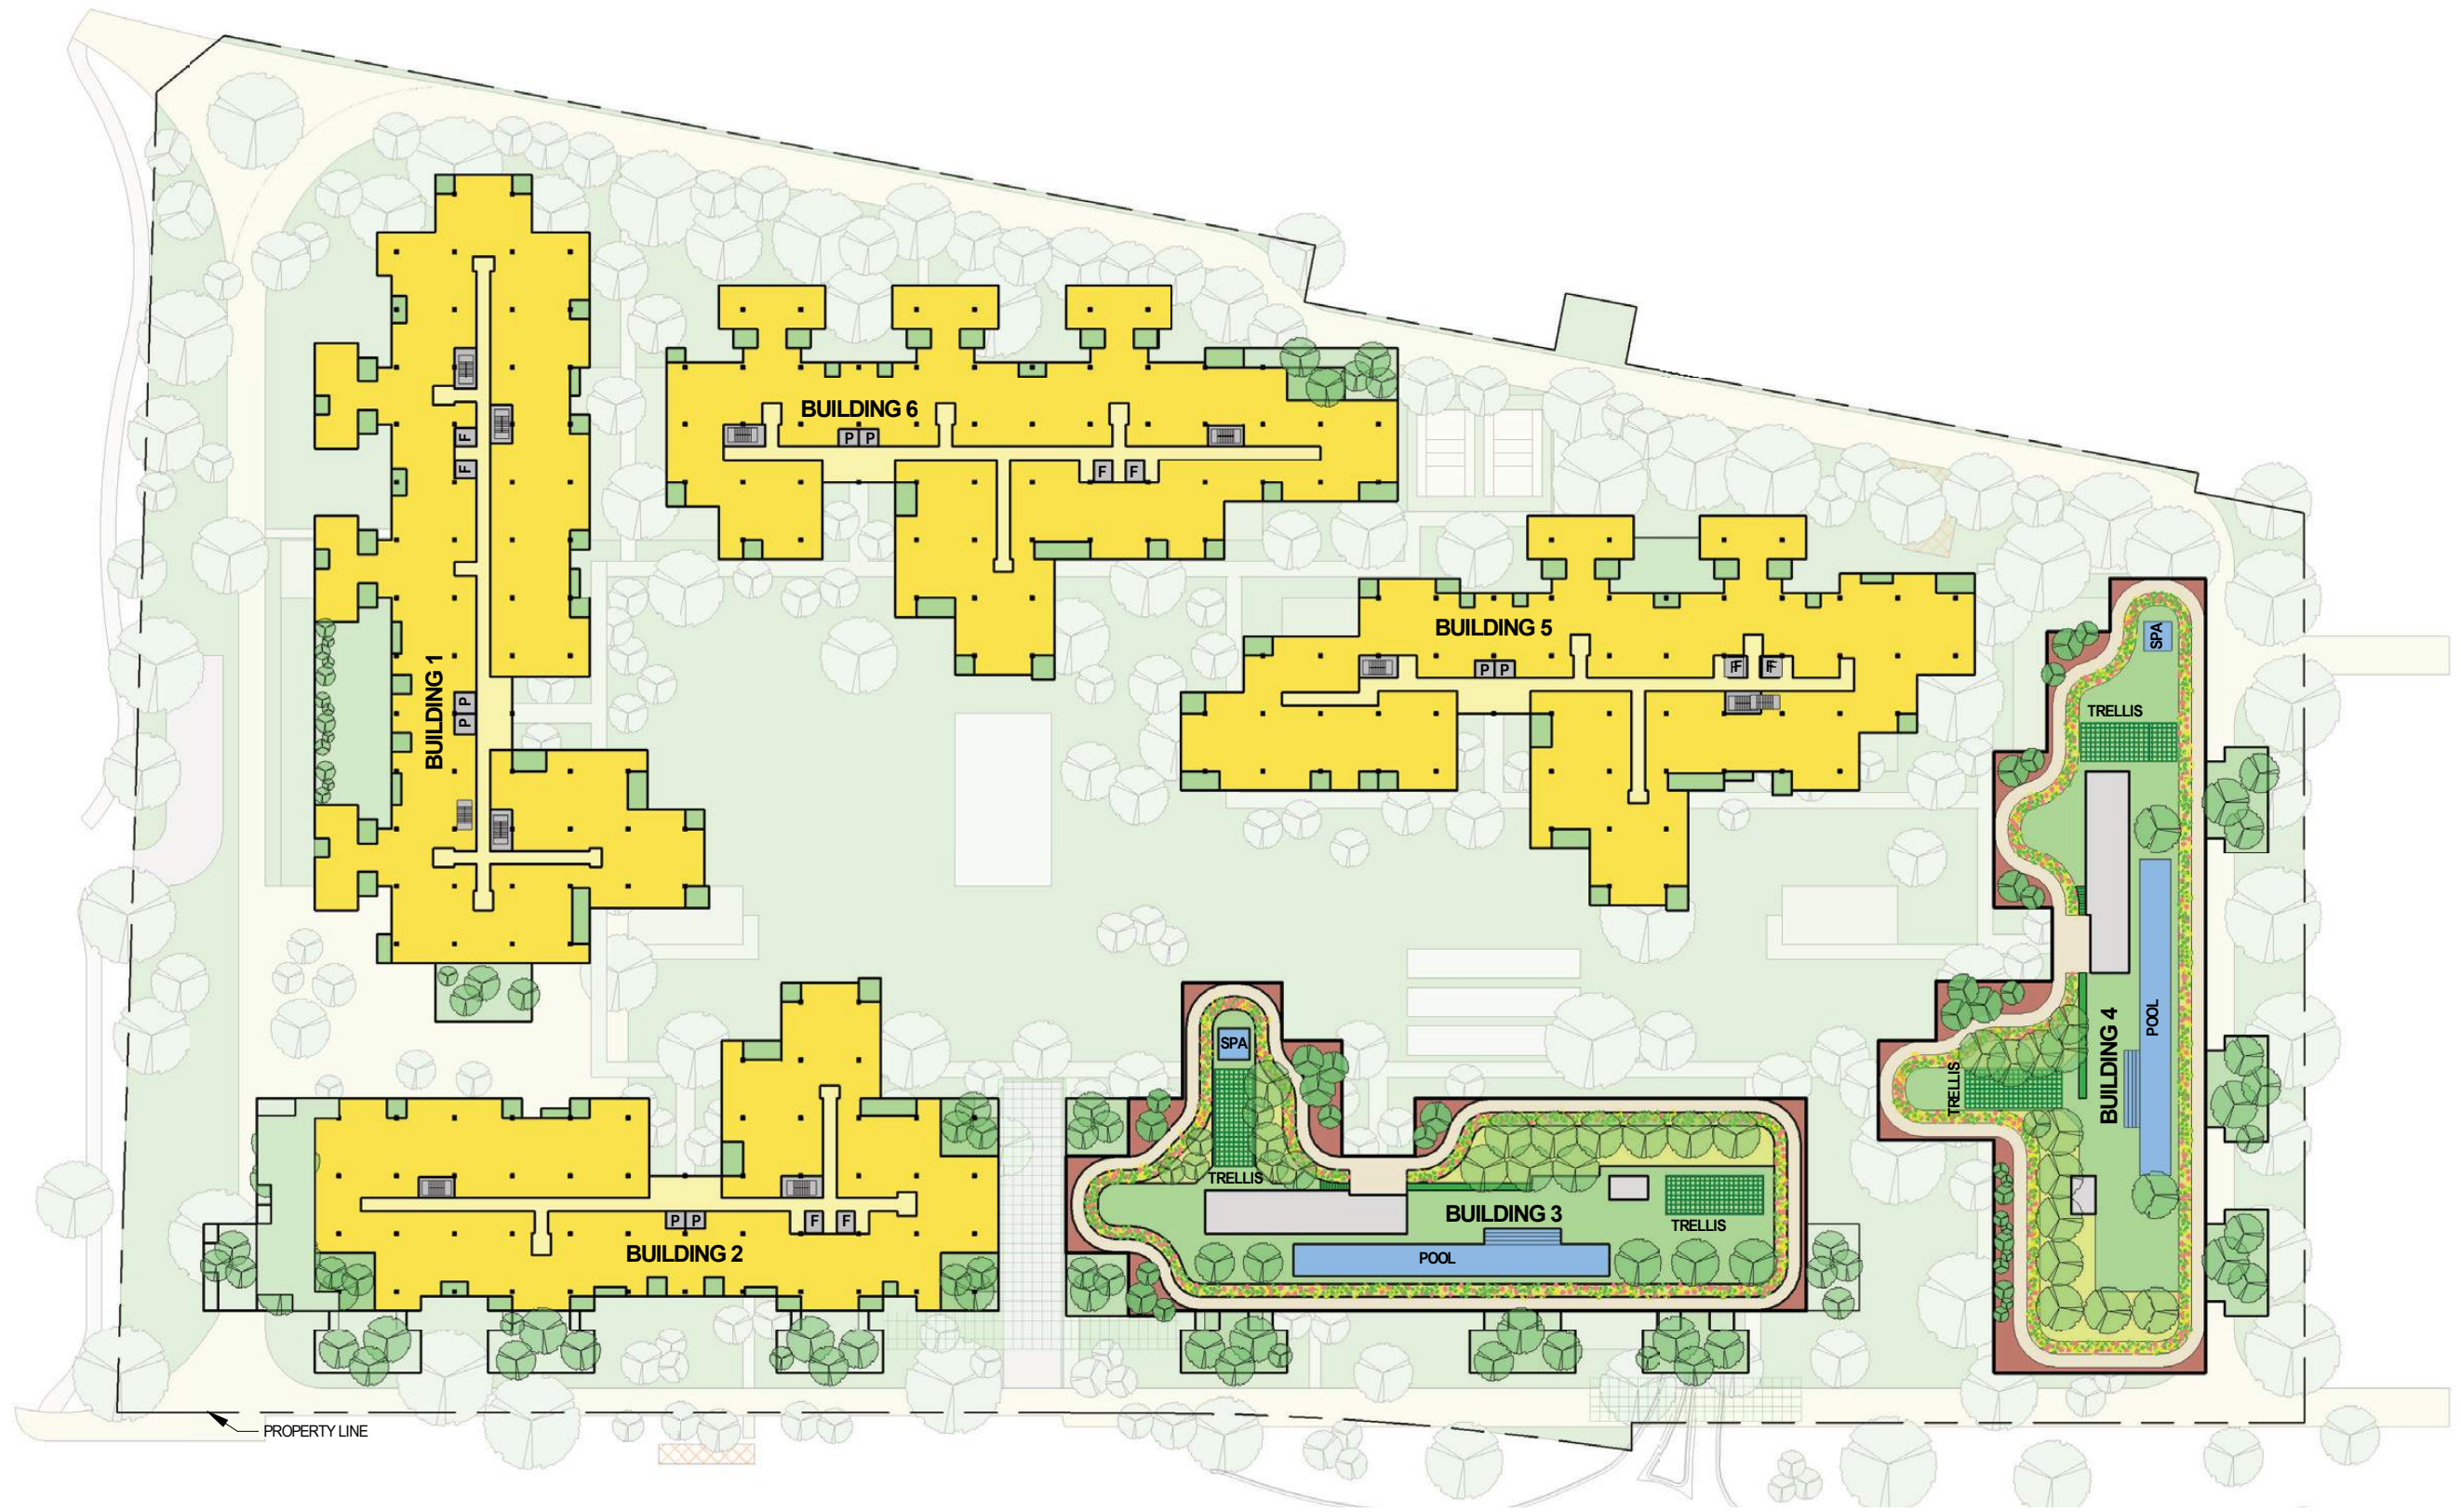 F
F
P
P
BUILDING 1
BUILDING 6
P P
F F
BUILDING 5
P P
F F
SPA
TRELLIS
POOL
BUILDING 4
TRELLIS
P P
F F
BUILDING 2
SPA
TRELLIS
BUILDING 3
TRELLIS
POOL
PROPERTY LINE